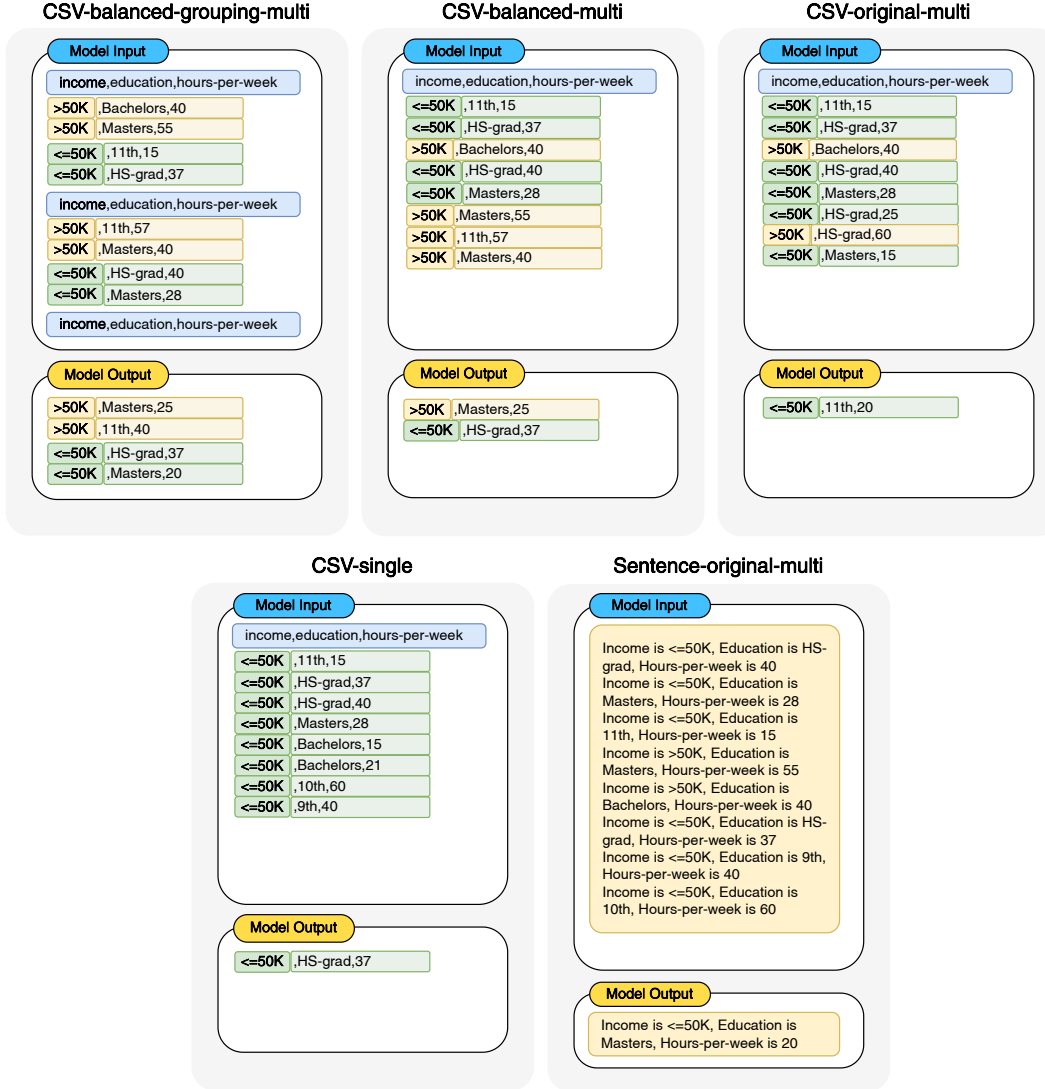 CSV-balanced-grouping-multi
Model Input
income,education,hours-per-week
>50K ,Bachelors,40
>50K ,Masters,55
<=50K ,11th,15
<=50K ,HS-grad,37
income,education,hours-per-week
>50K ,11th,57
>50K ,Masters,40
<=50K ,HS-grad,40
<=50K ,Masters,28
income,education,hours-per-week
Model Output
>50K ,Masters,25
>50K ,11th,40
<=50K ,HS-grad,37
<=50K ,Masters,20
CSV-balanced-multi
Model Input
income,education,hours-per-week
<=50K ,11th,15
<=50K ,HS-grad,37
>50K ,Bachelors,40
<=50K ,HS-grad,40
<=50K ,Masters,28
>50K ,Masters,55
>50K ,11th,57
>50K ,Masters,40
Model Output
>50K ,Masters,25
<=50K ,HS-grad,37
CSV-original-multi
Model Input
income,education,hours-per-week
<=50K ,11th,15
<=50K ,HS-grad,37
>50K ,Bachelors,40
<=50K ,HS-grad,40
<=50K ,Masters,28
<=50K ,HS-grad,25
>50K ,HS-grad,60
<=50K ,Masters,15
Model Output
<=50K ,11th,20
CSV-single
Model Input
income,education,hours-per-week
<=50K ,11th,15
<=50K ,HS-grad,37
<=50K ,HS-grad,40
<=50K ,Masters,28
<=50K ,Bachelors,15
<=50K ,Bachelors,21
<=50K ,10th,60
<=50K ,9th,40
Model Output
<=50K ,HS-grad,37
Sentence-original-multi
Model Input
Income is <=50K, Education is HS-
grad, Hours-per-week is 40
Income is <=50K, Education is
Masters, Hours-per-week is 28
Income is <=50K, Education is
11th, Hours-per-week is 15
Income is >50K, Education is
Masters, Hours-per-week is 55
Income is >50K, Education is
Bachelors, Hours-per-week is 40
Income is <=50K, Education is HS-
grad, Hours-per-week is 37
Income is <=50K, Education is 9th,
Hours-per-week is 40
Income is <=50K, Education is
10th, Hours-per-week is 60
Model Output
Income is <=50K, Education is
Masters, Hours-per-week is 20